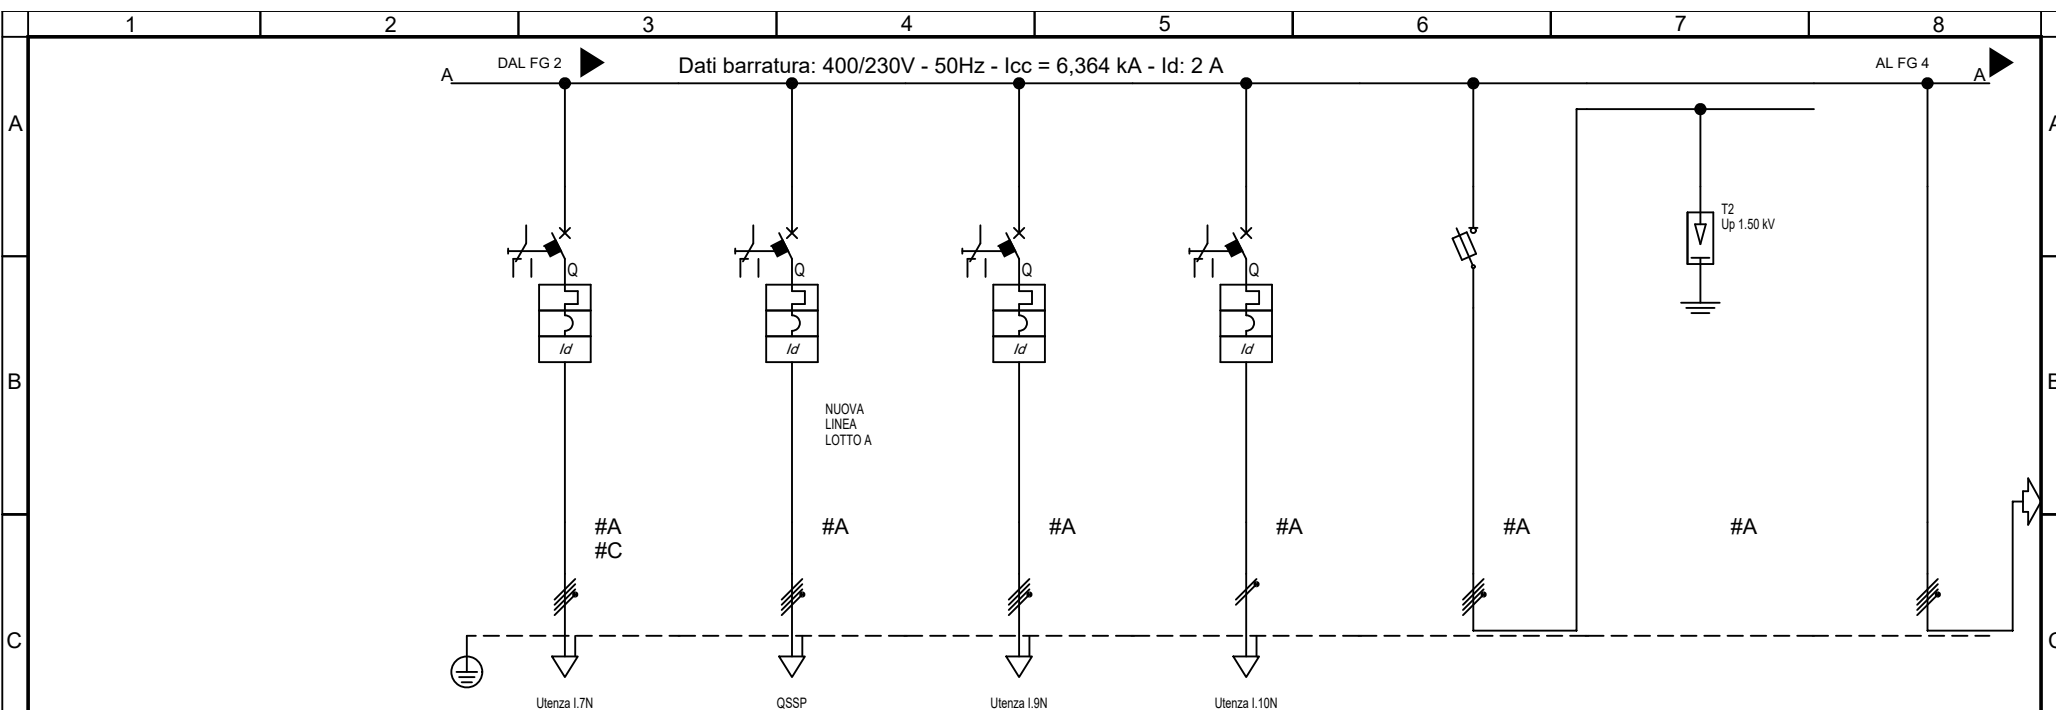 1 2 3 4 5 6 7 8
A DAL FG 2 Dati barratura: 400/230V - 50Hz - Icc = 6,364 kA - Id: 2 A AL FG 4 A
A A
T2
Up 1.50 kV
Q Q Q Q
Id Id Id Id
B B
NUOVA
LINEA
LOTTO A
#A #A #A #A #A #A
#C
C C
Utenza I.7N QSSP Utenza I.9N Utenza I.10N